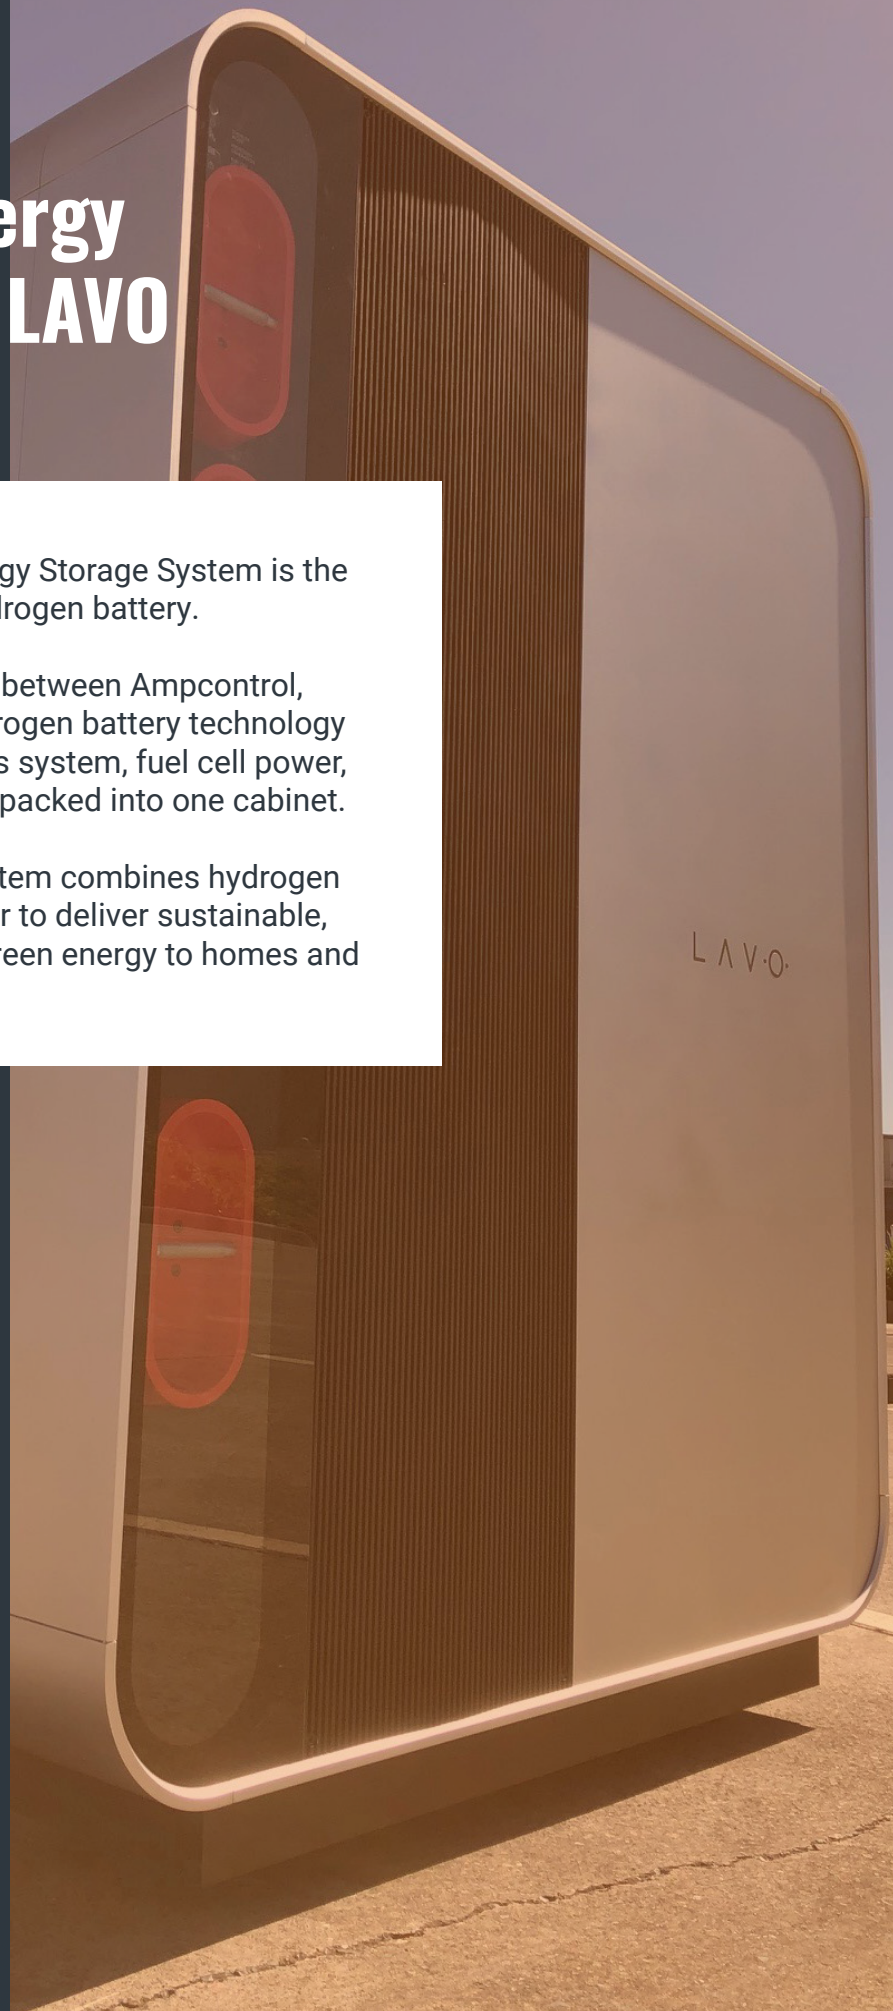 ergy
LAVO
gy Storage System is the
drogen battery.
between Ampcontrol,
rogen battery technology
s system, fuel cell power,
packed into one cabinet.
tem combines hydrogen
r to deliver sustainable,
reen energy to homes and
LAV·O·